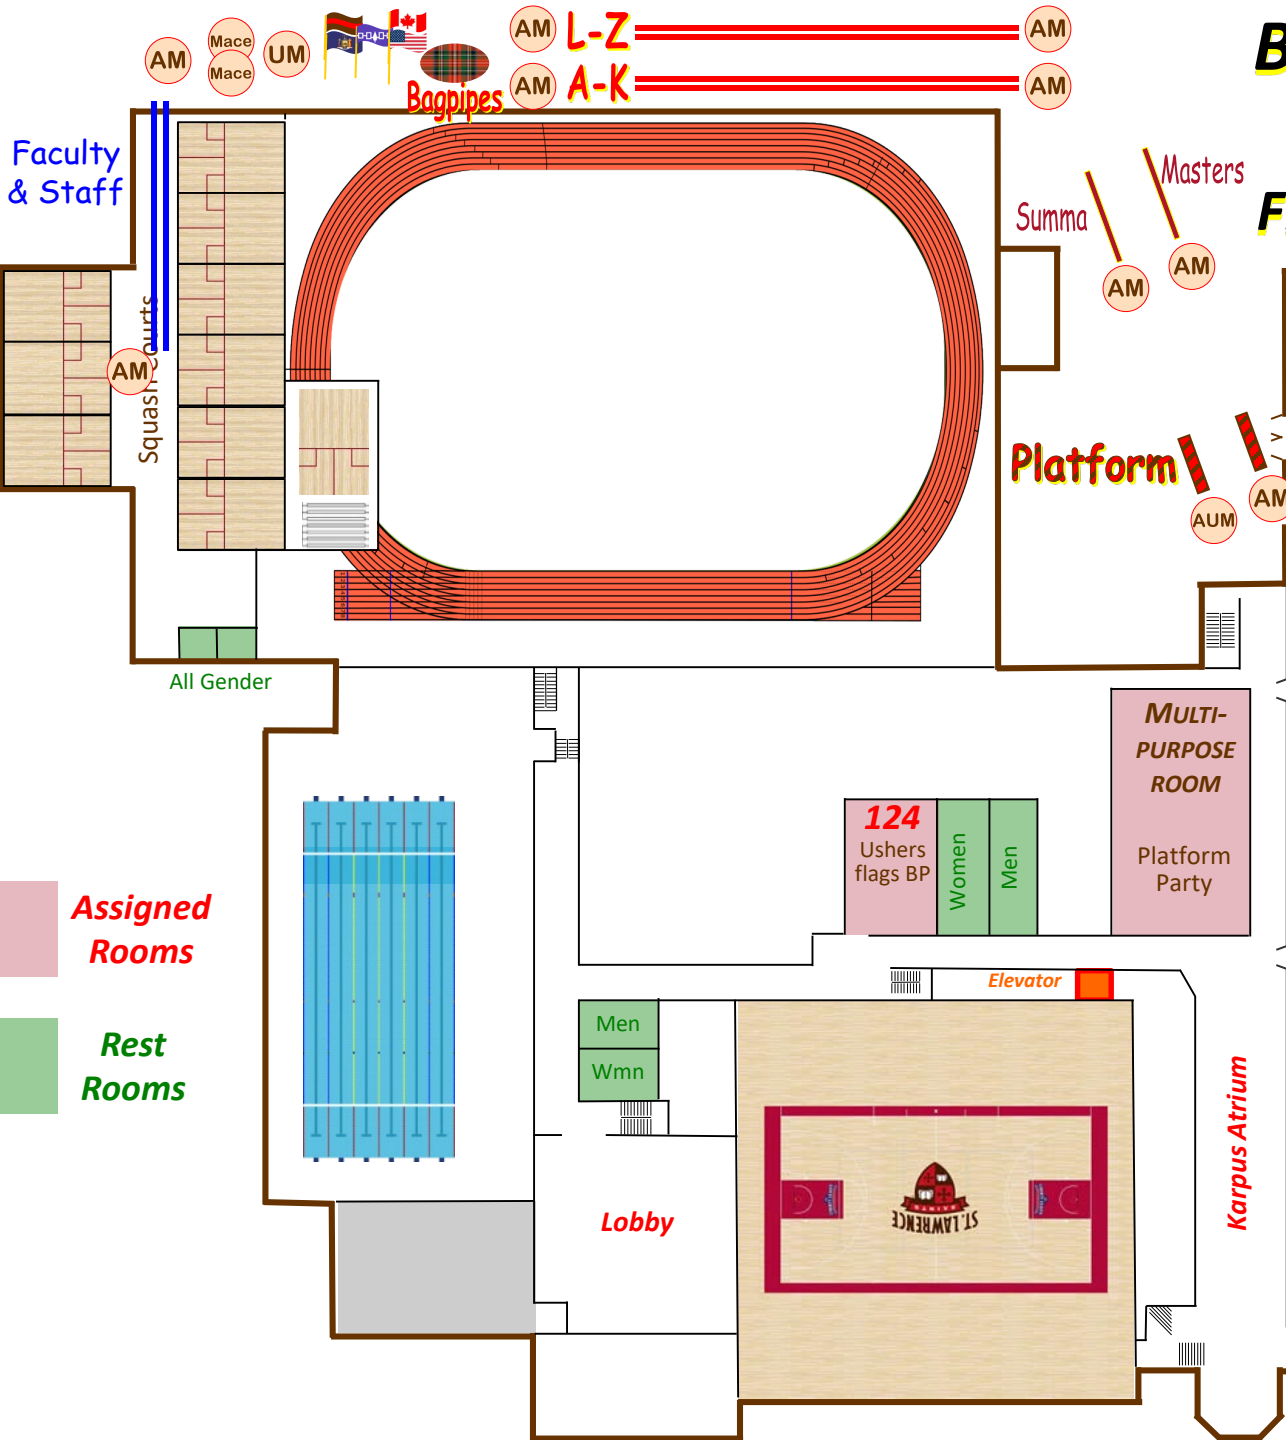 AM
Mace
Mace
UM
Bagpipes
AM
L-Z
AM
AM
A-K
AM
B
Faculty
& Staff
Masters
Summa
F
AM
AM
Squash Courts
AM
Platform
AM
AUM
All Gender
MULTI-
PURPOSE
ROOM
Platform
Party
124
Ushers
flags BP
Women
Men
Assigned
Rooms
Rest
Rooms
Elevator
Men
Wmn
Lobby
SAINTS
ST. LAWRENCE
Karpus Atrium